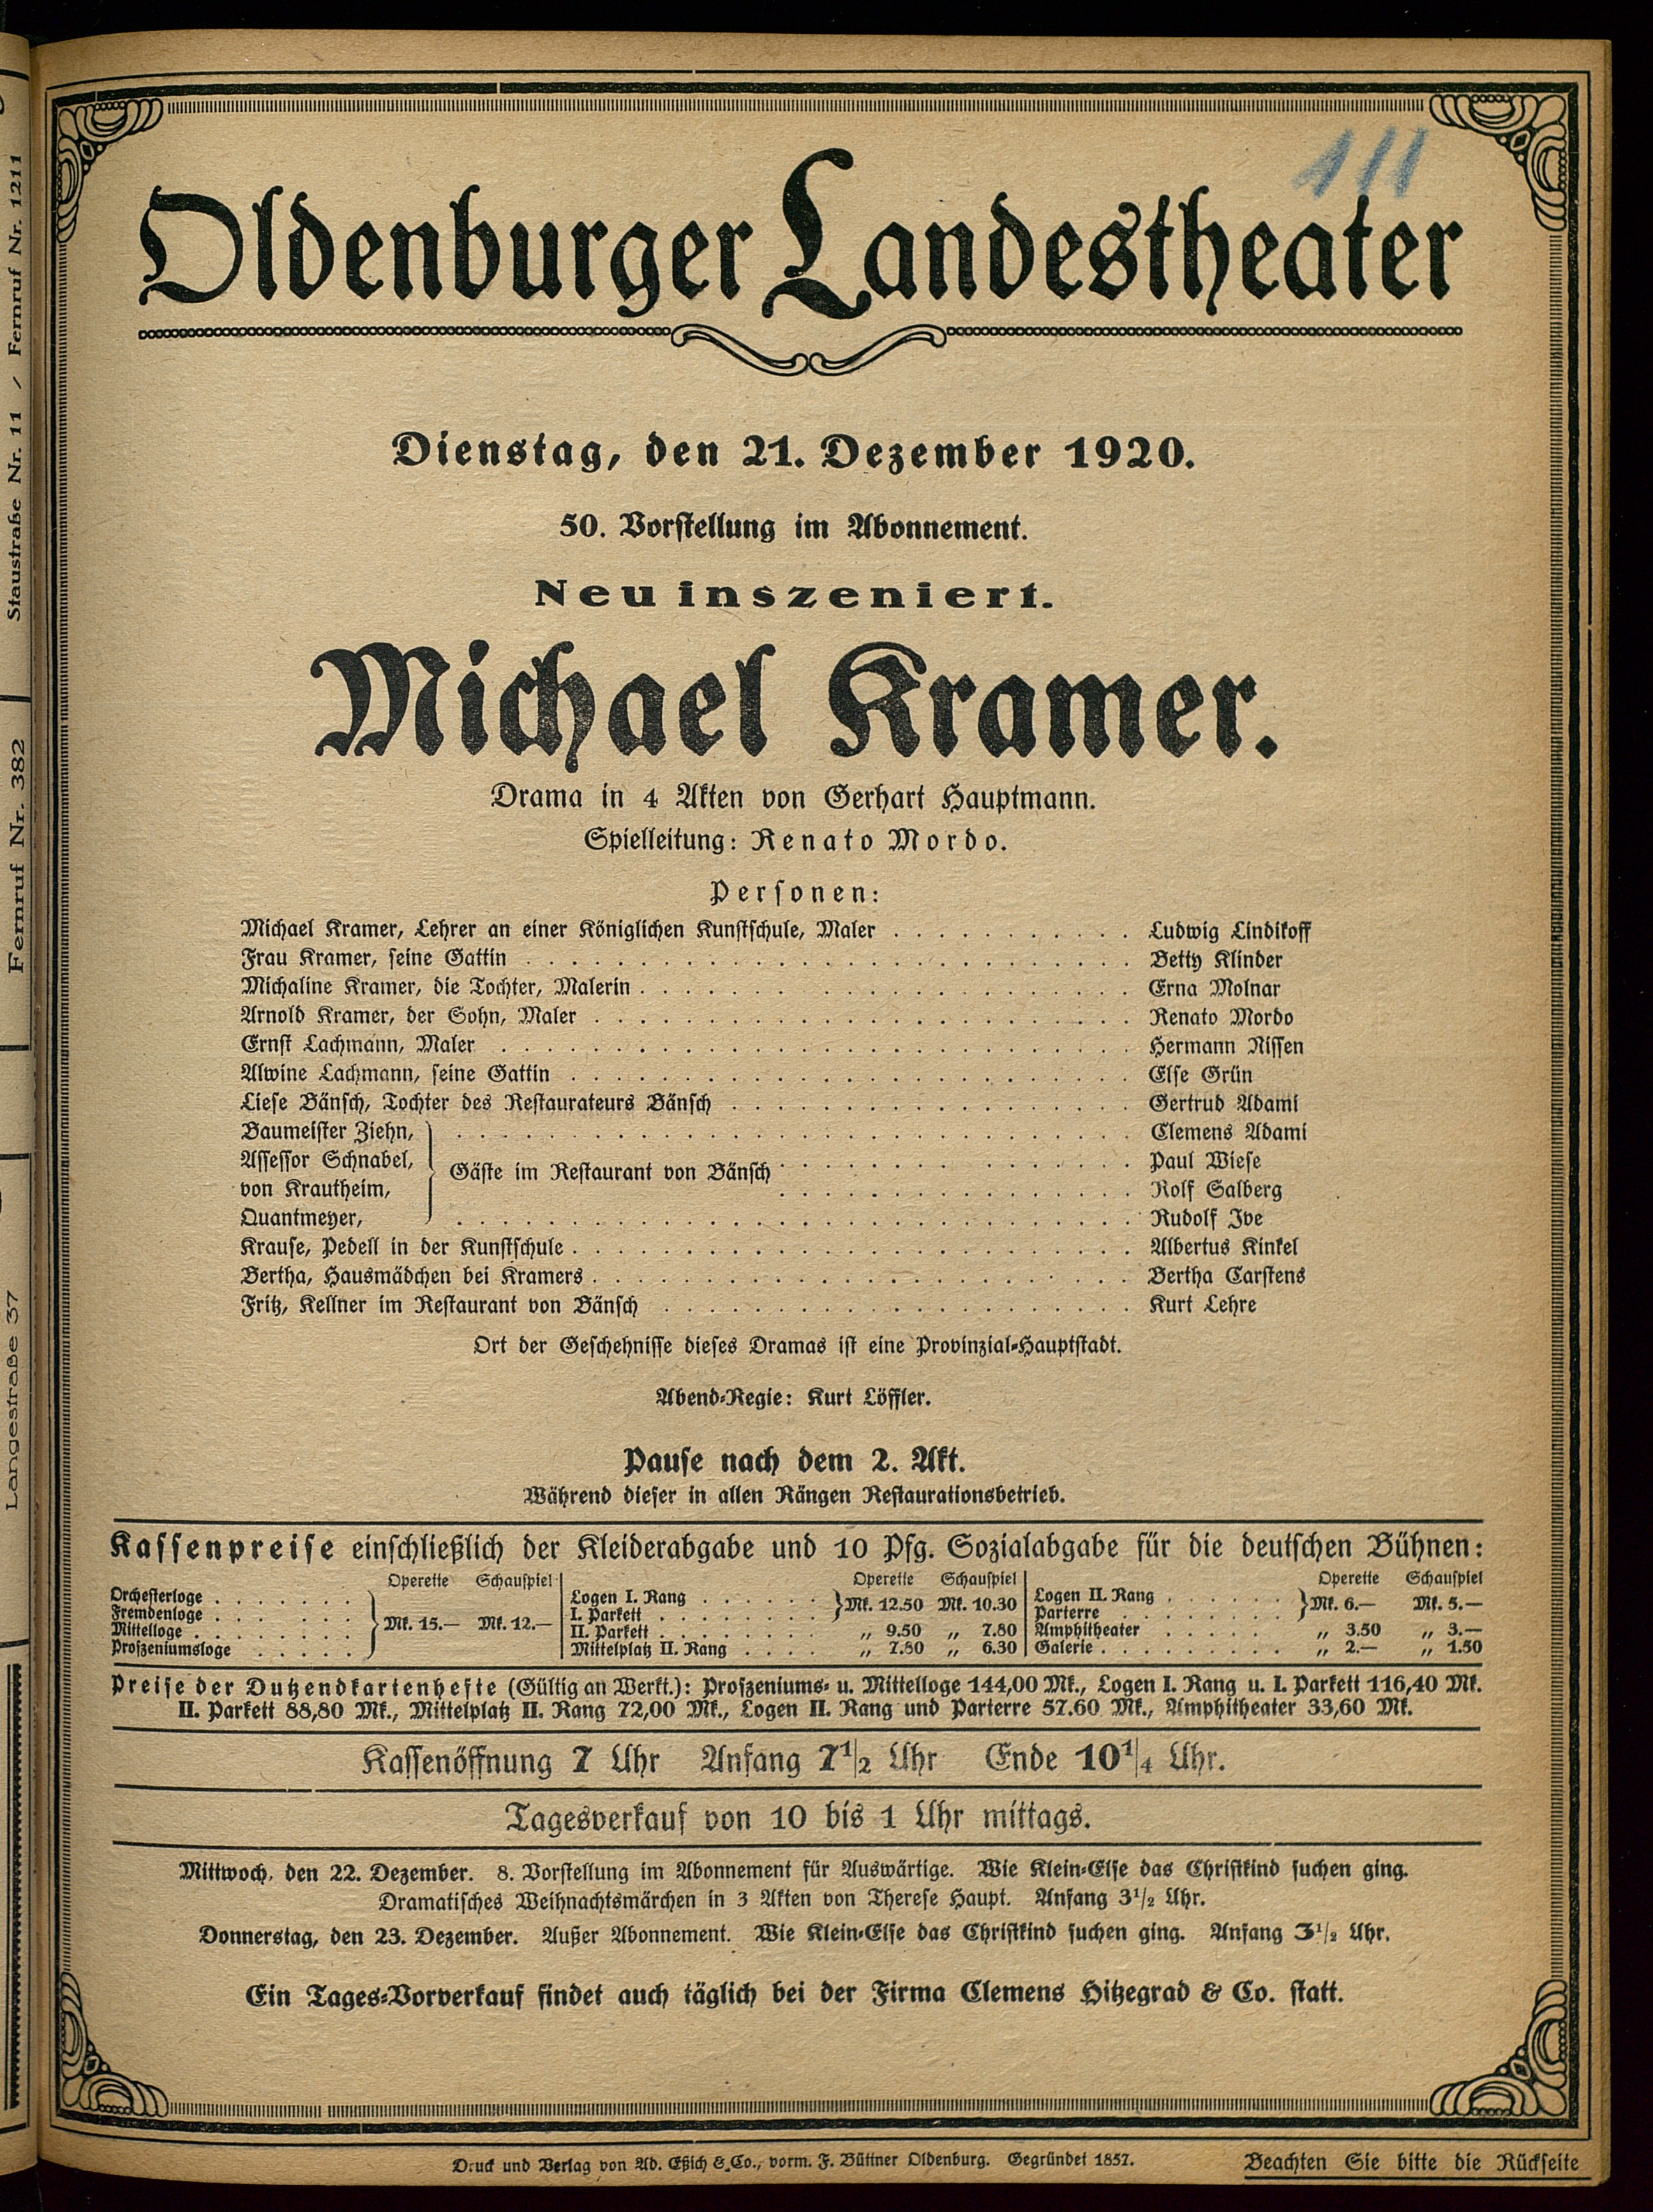 111
Oldenburger Landestheater
Dienstag, den 21. Dezember 1920.
50. Vorstellung im Abonnement.
Neu inszeniert.
Michael Kramer.
Drama in 4 Akten von Gerhart Hauptmann.
Spielleitung: Renato Mordo.
Personen:
Michael Kramer, Lehrer an einer Königlichen Kunstschule, Maler . . . . . . . . . . . Ludwig Lindikoff
Frau Kramer, seine Gattin . . . . . . . . . . . Betty Klinder
Michaline Kramer, die Tochter, Malerin . . . . . . . . . . . Erna Molnar
Arnold Kramer, der Sohn, Maler . . . . . . . . . . . Renato Mordo
Ernst Lachmann, Maler . . . . . . . . . . . Hermann Nissen
Alwine Lachmann, seine Gattin . . . . . . . . . . . Else Grün
Liese Bänsch, Tochter des Restaurateurs Bänsch . . . . . . . . . . . Gertrud Adami
Baumeister Ziehn, . . . . . . . . . . . Clemens Adami
Assessor Schnabel, . . . . . . . . . . . Paul Wiese
Gäste im Restaurant von Bänsch
von Krautheim, . . . . . . . . . . . Rolf Salberg
Quantmeyer, . . . . . . . . . . . Rudolf Ive
Krause, Pedell in der Kunstschule . . . . . . . . . . . Albertus Kinkel
Bertha, Hausmädchen bei Kramers . . . . . . . . . . . Bertha Carstens
Fritz, Kellner im Restaurant von Bänsch . . . . . . . . . . . Kurt Lehre
Ort der Geschehnisse dieses Dramas ist eine Provinzial-Hauptstadt.
Abend-Regie: Kurt Löffler.
Pause nach dem 2. Akt.
Während dieser in allen Rängen Restaurationsbetrieb.
Kassenpreise einschließlich der Kleiderabgabe und 10 Pfg. Sozialabgabe für die deutschen Bühnen:
Operette Schauspiel
Orchesterloge . . . . . . .
Fremdenloge . . . . . . .
Mittelloge . . . . . . . .
Proszeniumsloge . . . . .
Mk. 15.— Mk. 12.—
Operette Schauspiel
Logen I. Rang . . . . . .
I. Parkett . . . . . . . .
Mk. 12.50 Mk. 10.30
II. Parkett . . . . . . . „ 9.50 „ 7.80
Mittelplatz II. Rang . . . . „ 7.80 „ 6.30
Operette Schauspiel
Logen II. Rang . . . . . .
Parterre . . . . . . . .
Mk. 6.— Mk. 5.—
Amphitheater . . . . . „ 3.50 „ 3.—
Galerie . . . . . . . . . „ 2.— „ 1.50
Preise der Dutzendkartenhefte (Gültig an Werkt.): Proszeniums- u. Mittelloge 144,00 Mk., Logen I. Rang u. I. Parkett 116,40 Mk.
II. Parkett 88,80 Mk., Mittelplatz II. Rang 72,00 Mk., Logen II. Rang und Parterre 57.60 Mk., Amphitheater 33,60 Mk.
Kassenöffnung 7 Uhr Anfang 7 1/2 Uhr Ende 10 1/4 Uhr.
Tagesverkauf von 10 bis 1 Uhr mittags.
Mittwoch, den 22. Dezember. 8. Vorstellung im Abonnement für Auswärtige. Wie Klein-Else das Christkind suchen ging.
Dramatisches Weihnachtsmärchen in 3 Akten von Therese Haupt. Anfang 3 1/2 Uhr.
Donnerstag, den 23. Dezember. Außer Abonnement. Wie Klein-Else das Christkind suchen ging. Anfang 3 1/2 Uhr.
Ein Tages-Vorverkauf findet auch täglich bei der Firma Clemens Hitzegrad & Co. statt.
Druck und Verlag von Ad. Eßich & Co., vorm. F. Büttner Oldenburg. Gegründet 1857.
Beachten Sie bitte die Rückseite
Staustraße Nr. 11 / Fernruf Nr. 1211
Fernruf Nr. 382
Langestraße 37